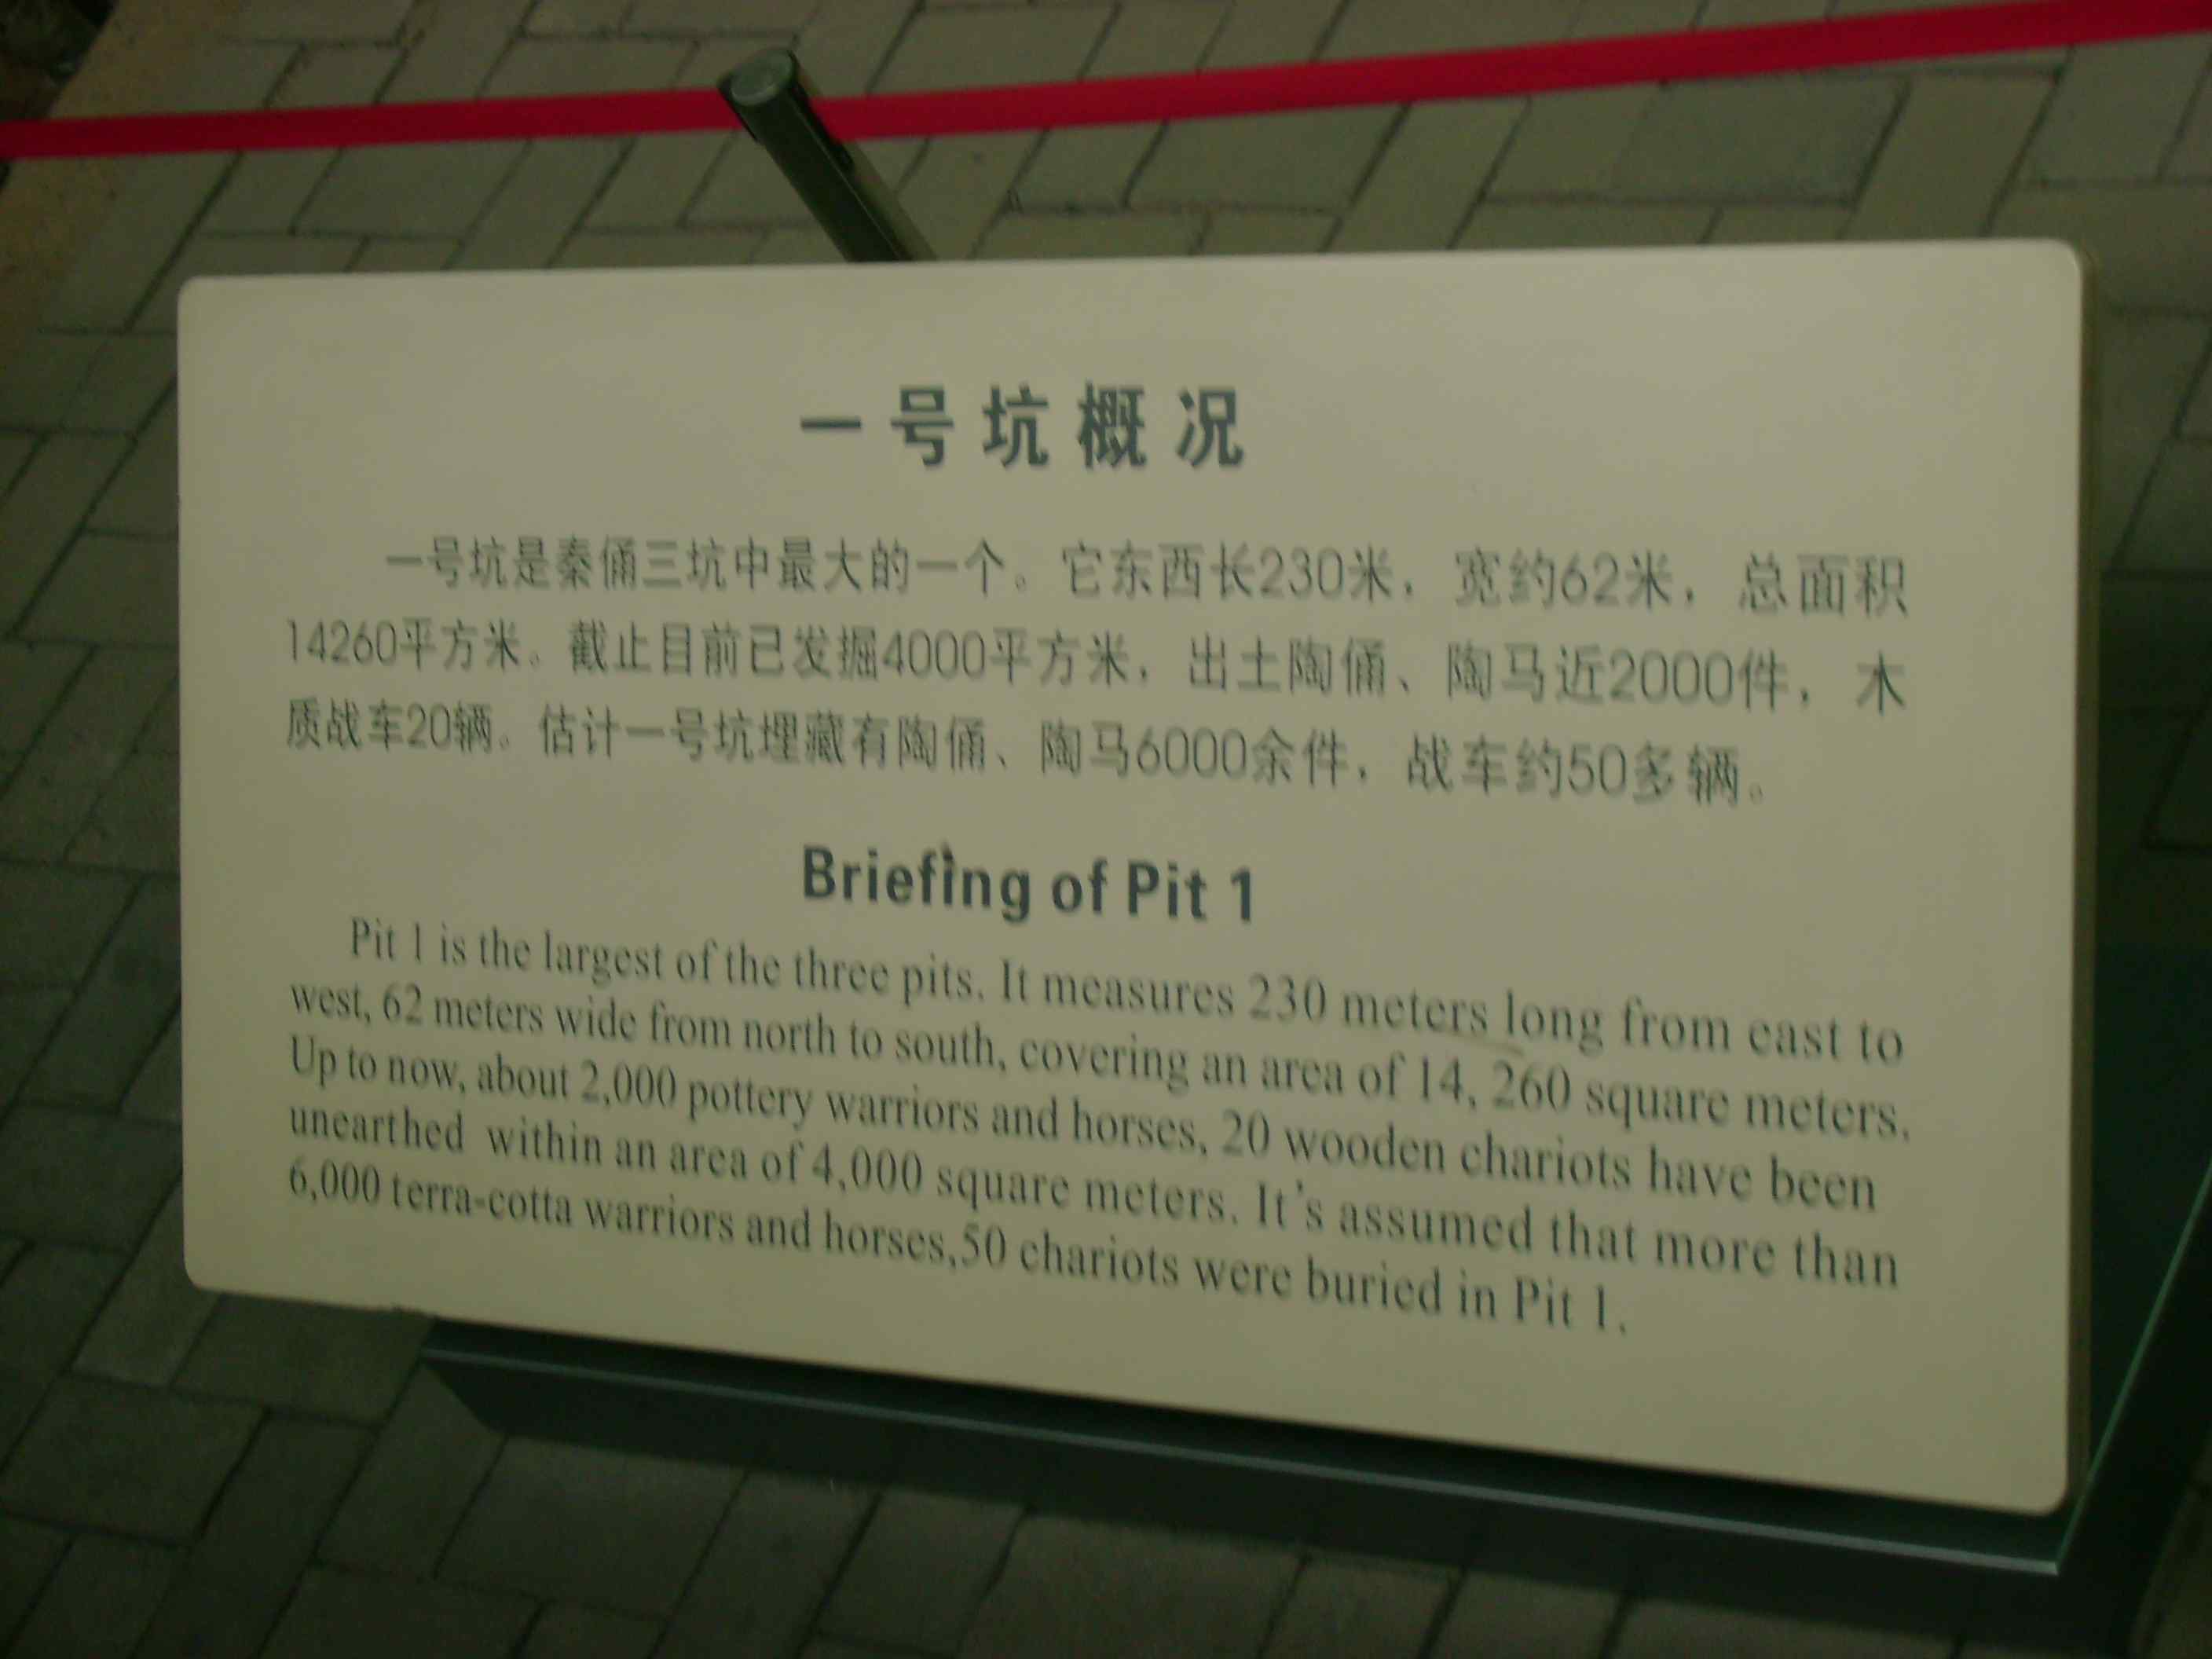 一号坑概况
一号坑是秦俑三坑中最大的一个。它东西长230米，宽约62米，总面积
14260平方米。截止目前已发掘4000平方米，出土陶俑、陶马近2000件，木
质战车20辆。估计一号坑埋藏有陶俑、陶马6000余件，战车约50多辆。
Briefing of Pit 1
Pit 1 is the largest of the three pits. It measures 230 meters long from east to
west, 62 meters wide from north to south, covering an area of 14, 260 square meters.
Up to now, about 2,000 pottery warriors and horses, 20 wooden chariots have been
unearthed within an area of 4,000 square meters. It's assumed that more than
6,000 terra-cotta warriors and horses,50 chariots were buried in Pit 1.